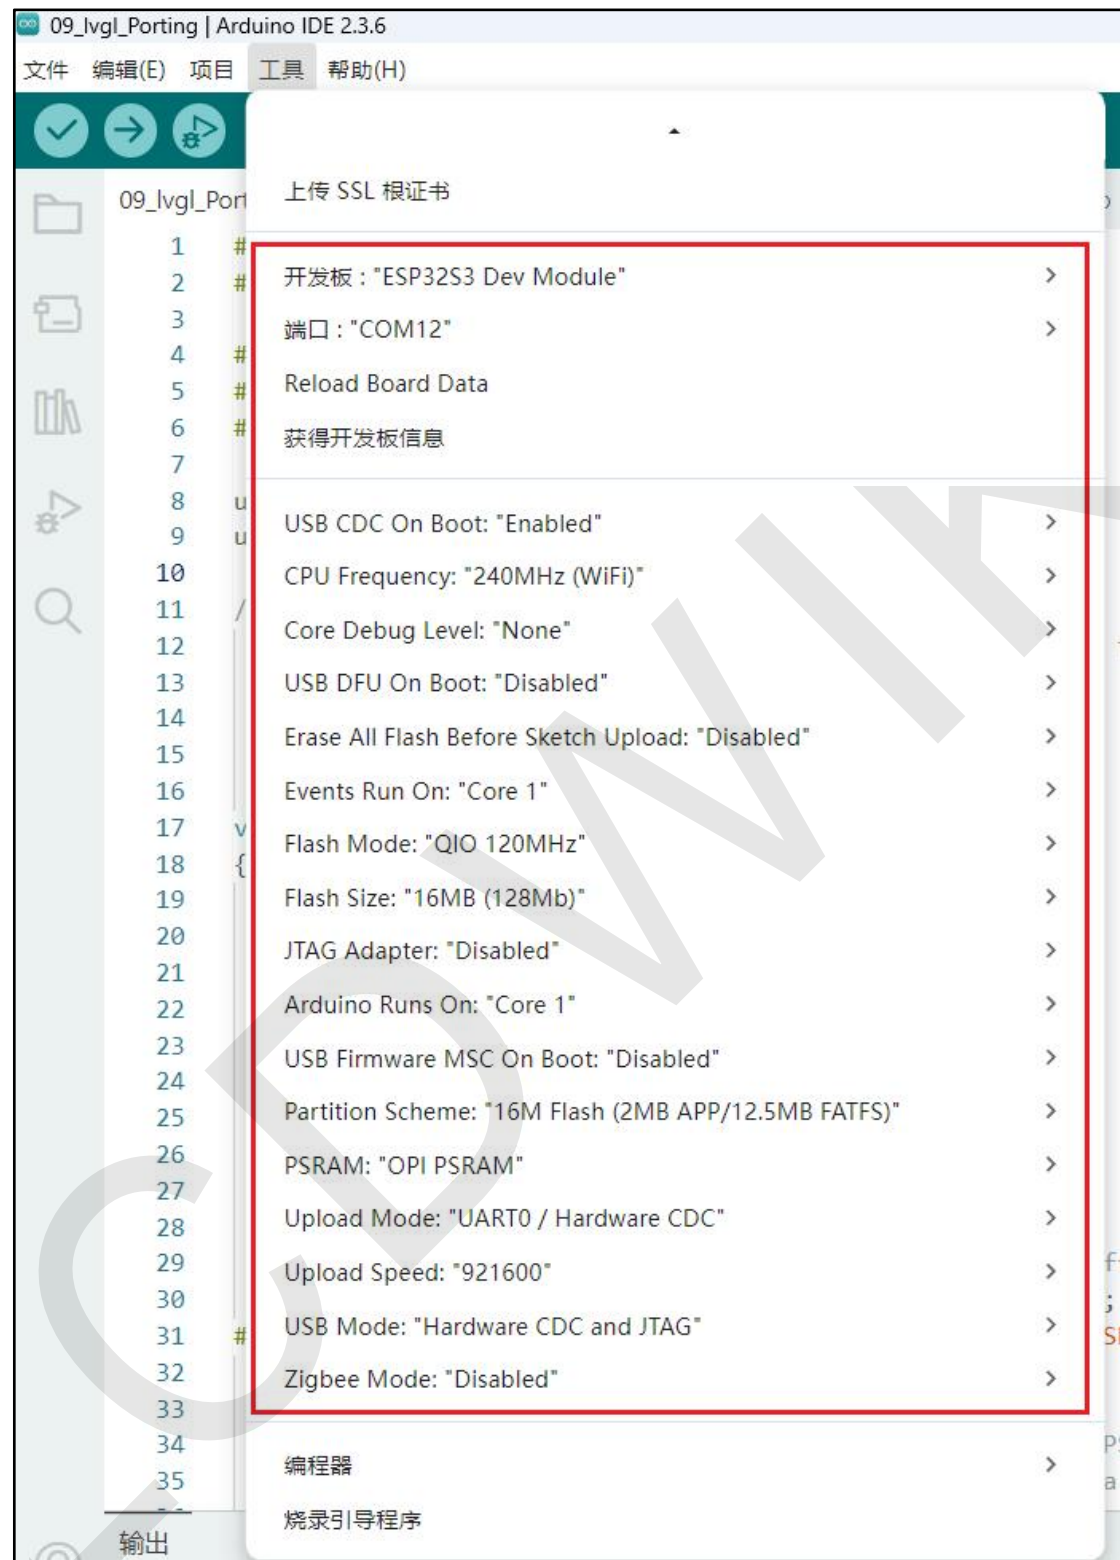 09_lvgl_Porting | Arduino IDE 2.3.6
文件 编辑(E) 项目 工具 帮助(H)
上传 SSL 根证书
09_lvgl_Port
1 #
2 #
3
4 #
5 #
6 #
7
8 u
9 u
10
11 /
12
13
14
15
16
17 v
18 {
19
20
21
22
23
24
25
26
27
28
29
30 ;
31 #
32
33
34
35
开发板 : "ESP32S3 Dev Module"
端口 : "COM12"
Reload Board Data
获得开发板信息
USB CDC On Boot: "Enabled"
CPU Frequency: "240MHz (WiFi)"
Core Debug Level: "None"
USB DFU On Boot: "Disabled"
Erase All Flash Before Sketch Upload: "Disabled"
Events Run On: "Core 1"
Flash Mode: "QIO 120MHz"
Flash Size: "16MB (128Mb)"
JTAG Adapter: "Disabled"
Arduino Runs On: "Core 1"
USB Firmware MSC On Boot: "Disabled"
Partition Scheme: "16M Flash (2MB APP/12.5MB FATFS)"
PSRAM: "OPI PSRAM"
Upload Mode: "UART0 / Hardware CDC"
Upload Speed: "921600"
USB Mode: "Hardware CDC and JTAG"
Zigbee Mode: "Disabled"
编程器
烧录引导程序
输出